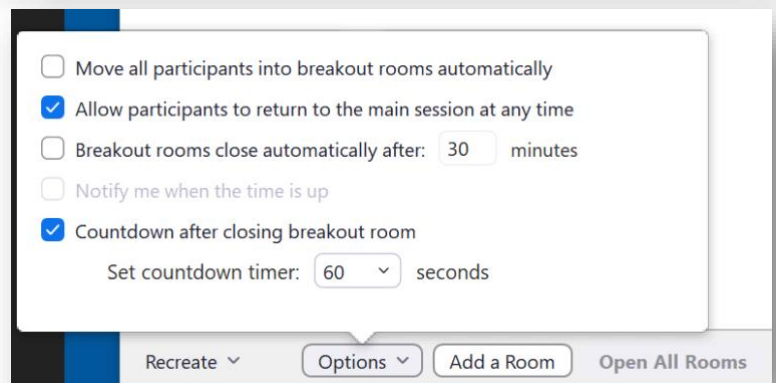 Move all participants into breakout rooms automatically
Allow participants to return to the main session at any time
Breakout rooms close automatically after: 30 minutes
Notify me when the time is up
Countdown after closing breakout room
Set countdown timer: 60 seconds
Recreate Options Add a Room Open All Rooms